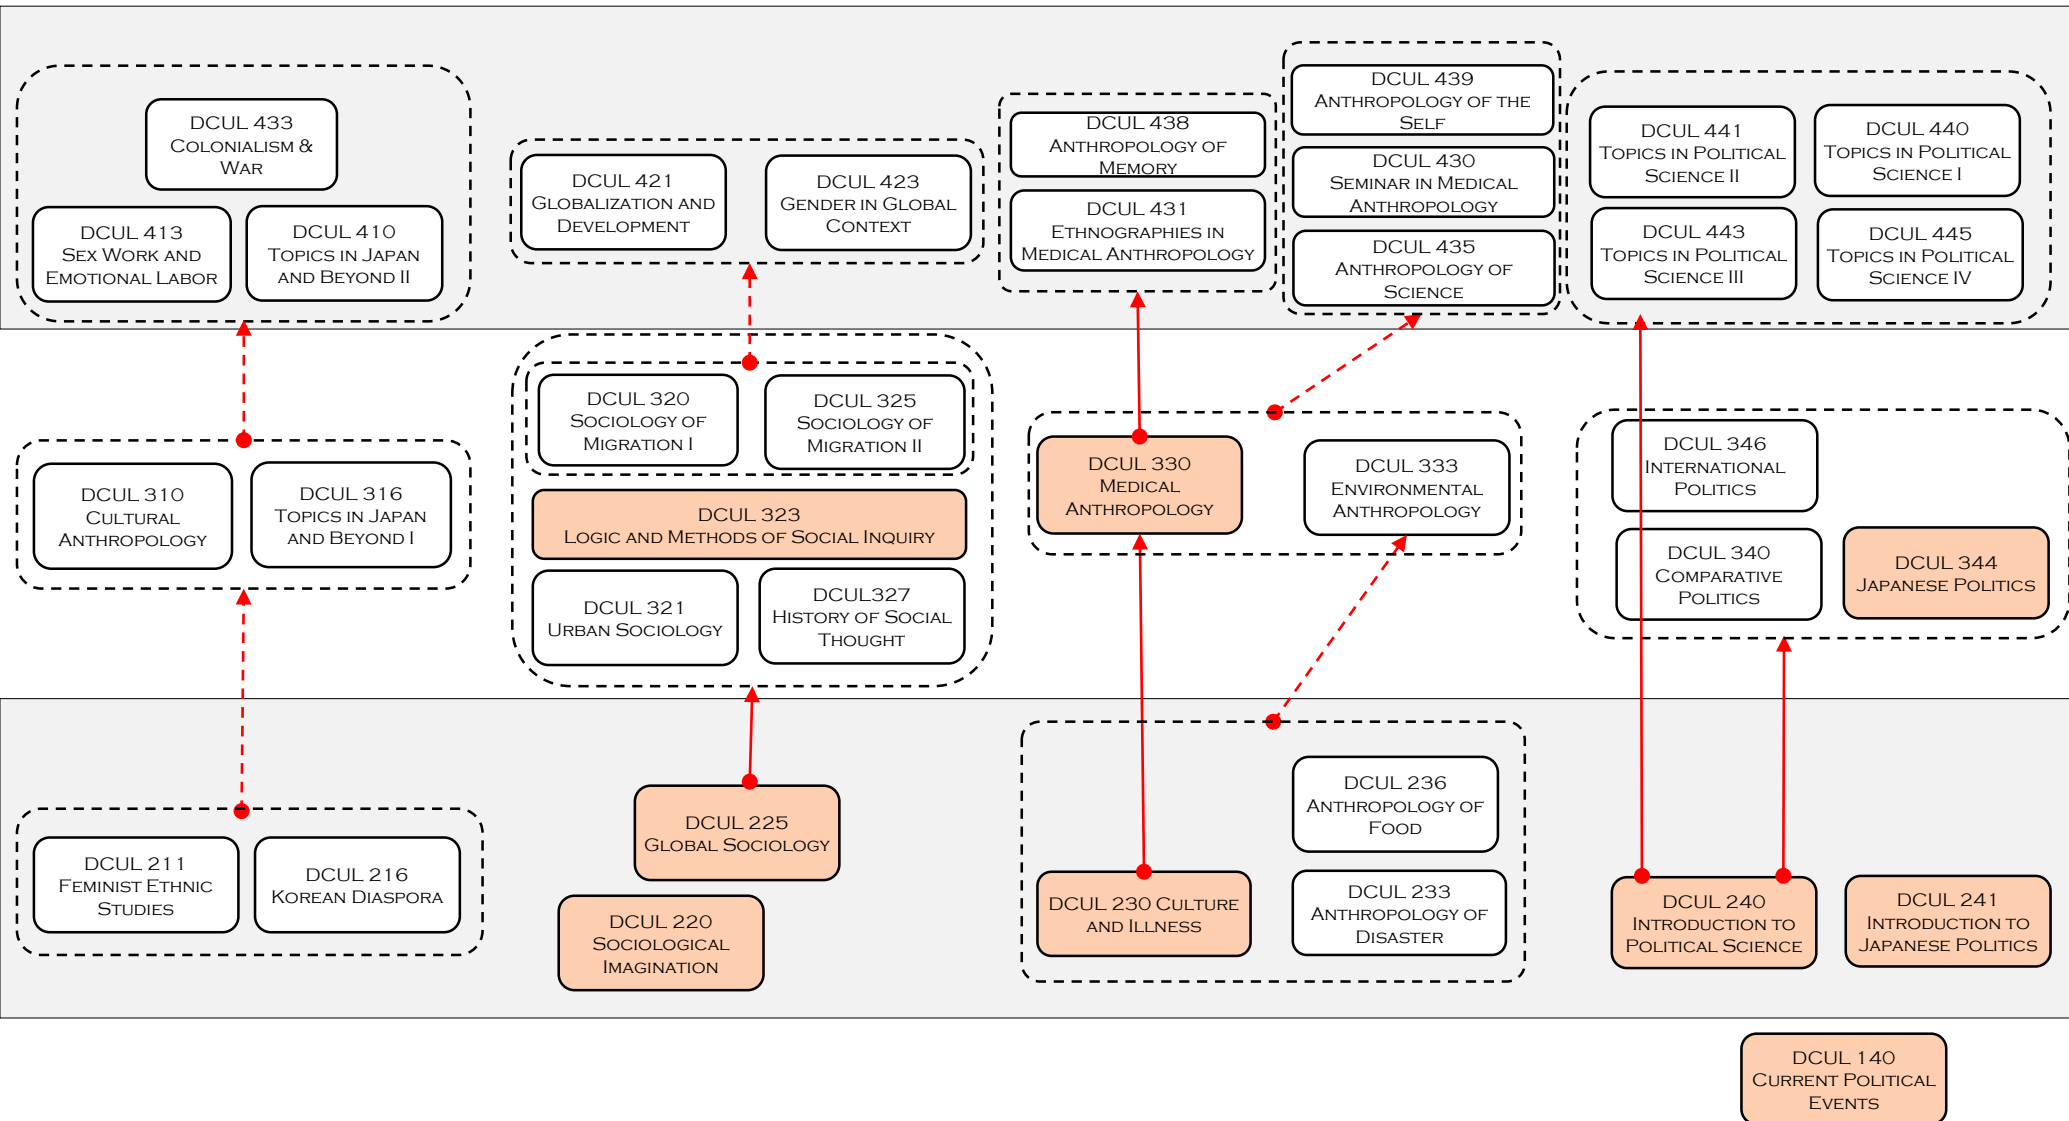 DCUL 433
Colonialism &
War
DCUL 413
Sex Work and
Emotional Labor
DCUL 410
Topics in Japan
and Beyond II
DCUL 421
Globalization and
Development
DCUL 423
Gender in Global
Context
DCUL 438
Anthropology of
Memory
DCUL 431
Ethnographies in
Medical Anthropology
DCUL 439
Anthropology of the
Self
DCUL 430
Seminar in Medical
Anthropology
DCUL 435
Anthropology of
Science
DCUL 441
Topics in Political
Science II
DCUL 440
Topics in Political
Science I
DCUL 443
Topics in Political
Science III
DCUL 445
Topics in Political
Science IV
DCUL 310
Cultural
Anthropology
DCUL 316
Topics in Japan
and Beyond I
DCUL 320
Sociology of
Migration I
DCUL 325
Sociology of
Migration II
DCUL 323
Logic and Methods of Social Inquiry
DCUL 321
Urban Sociology
DCUL327
History of Social
Thought
DCUL 330
Medical
Anthropology
DCUL 333
Environmental
Anthropology
DCUL 346
International
Politics
DCUL 340
Comparative
Politics
DCUL 344
Japanese Politics
DCUL 211
Feminist Ethnic
Studies
DCUL 216
Korean Diaspora
DCUL 225
Global Sociology
DCUL 220
Sociological
Imagination
DCUL 236
Anthropology of
Food
DCUL 230 Culture
and Illness
DCUL 233
Anthropology of
Disaster
DCUL 240
Introduction to
Political Science
DCUL 241
Introduction to
Japanese Politics
DCUL 140
Current Political
Events